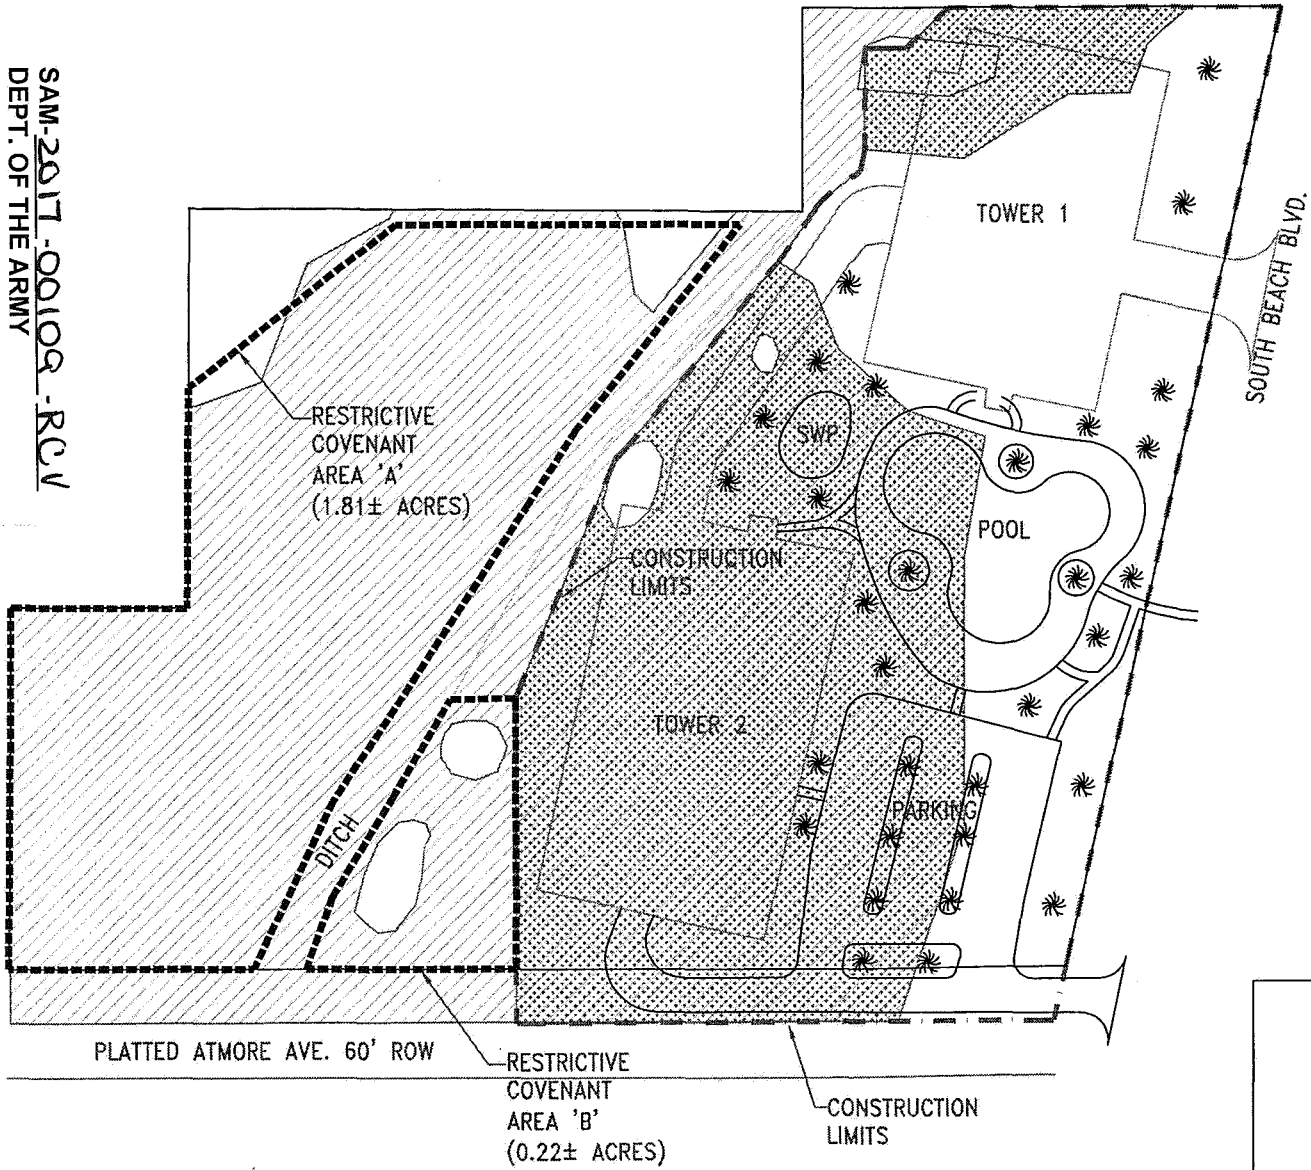 SAM-2017-00109-RCV
DEPT. OF THE ARMY
TOWER 1
SOUTH BEACH BLVD.
RESTRICTIVE
COVENANT
AREA 'A'
(1.81± ACRES)
SWP
POOL
CONSTRUCTION
LIMITS
TOWER 2
PARKING
DITCH
PLATTED ATMORE AVE. 60' ROW
RESTRICTIVE
COVENANT
AREA 'B'
(0.22± ACRES)
CONSTRUCTION
LIMITS